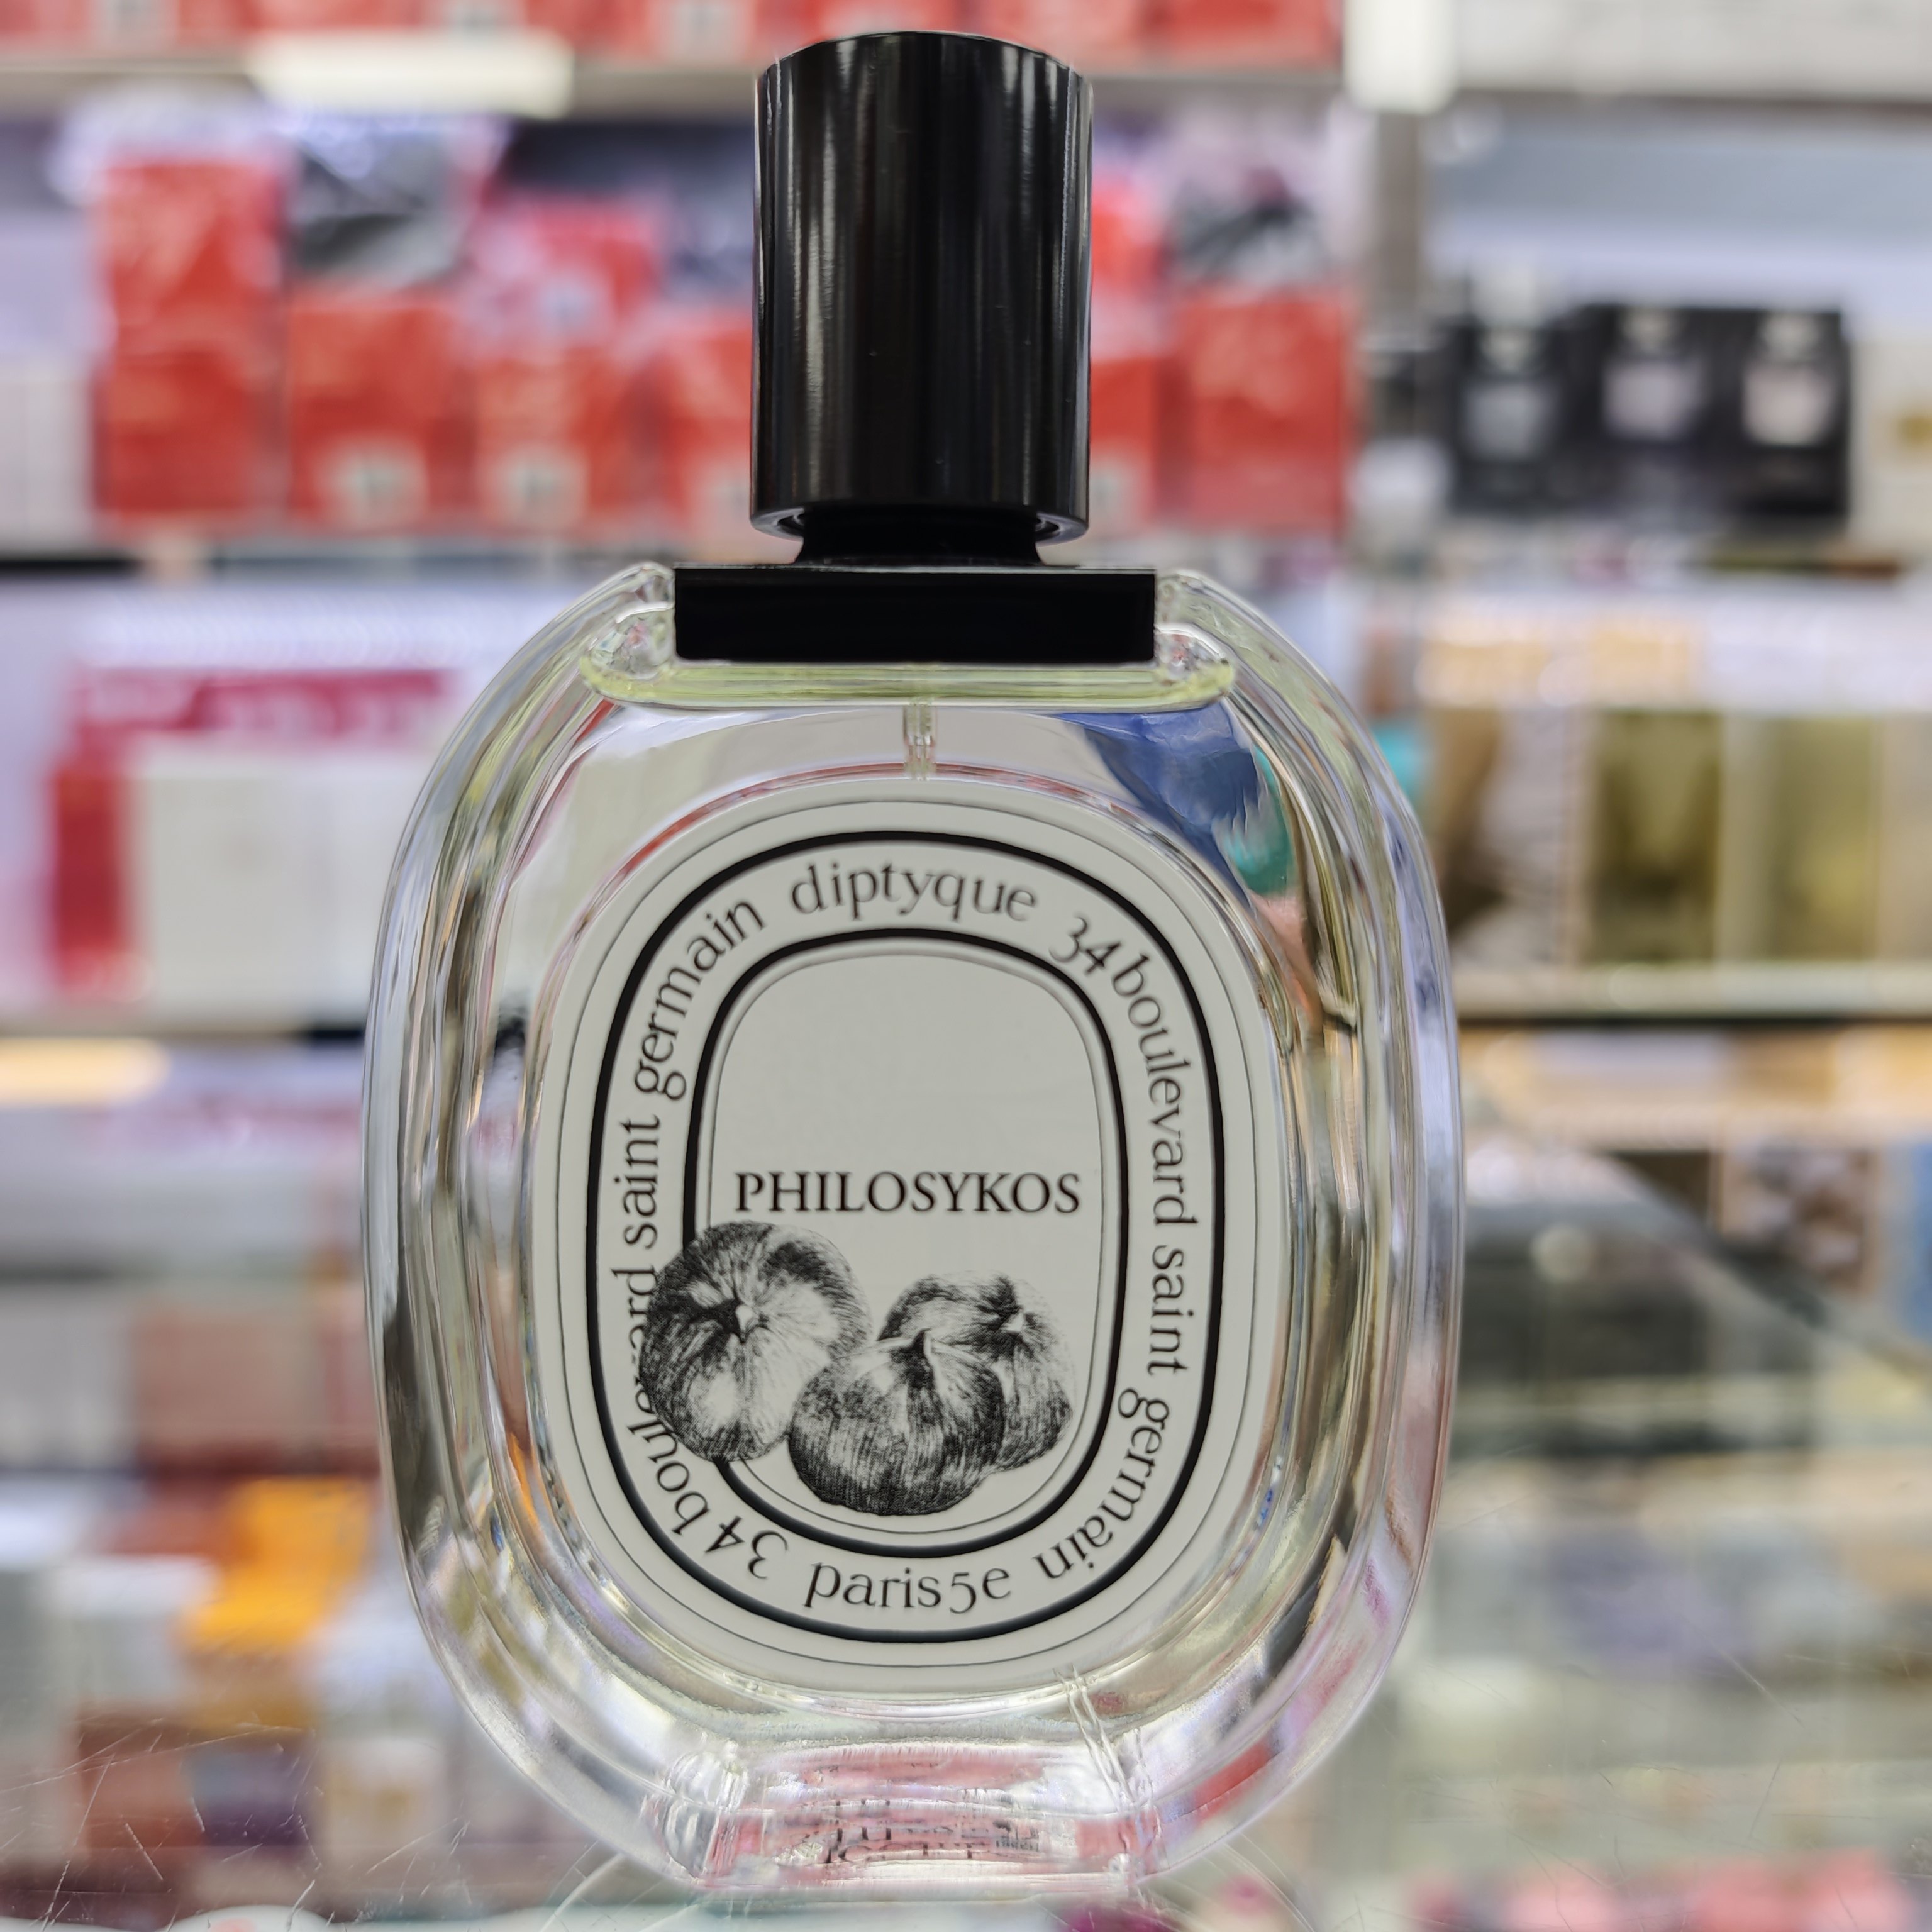 diptyque
34 boulevard saint germain
paris5e
34 boulevard saint germain
PHILOSYKOS